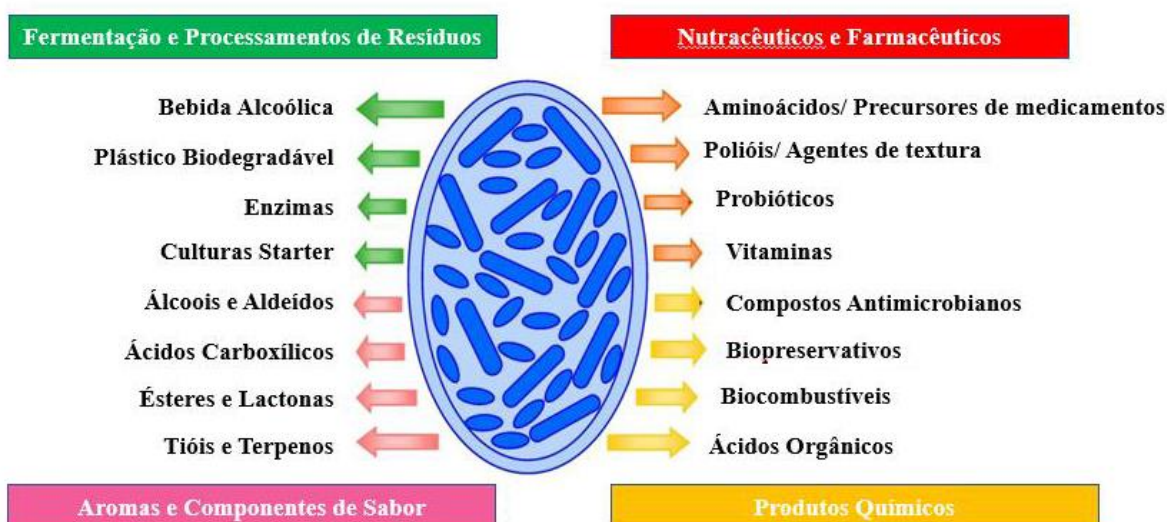 Fermentação e Processamentos de Resíduos
Nutracêuticos e Farmacêuticos
Bebida Alcoólica
Plástico Biodegradável
Enzimas
Culturas Starter
Álcoois e Aldeídos
Ácidos Carboxílicos
Ésteres e Lactonas
Tióis e Terpenos
Aminoácidos/ Precursores de medicamentos
Polióis/ Agentes de textura
Probióticos
Vitaminas
Compostos Antimicrobianos
Biopreservativos
Biocombustíveis
Ácidos Orgânicos
Aromas e Componentes de Sabor
Produtos Químicos